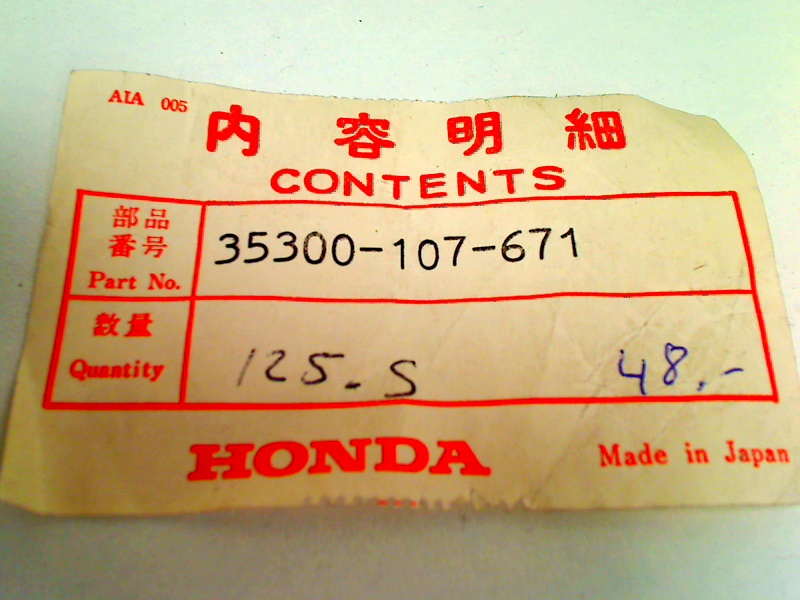 AIA 005
内容明細
CONTENTS
部品
番号
Part No.
35300-107-671
数量
Quantity
125.S
48,-
HONDA
Made in Japan